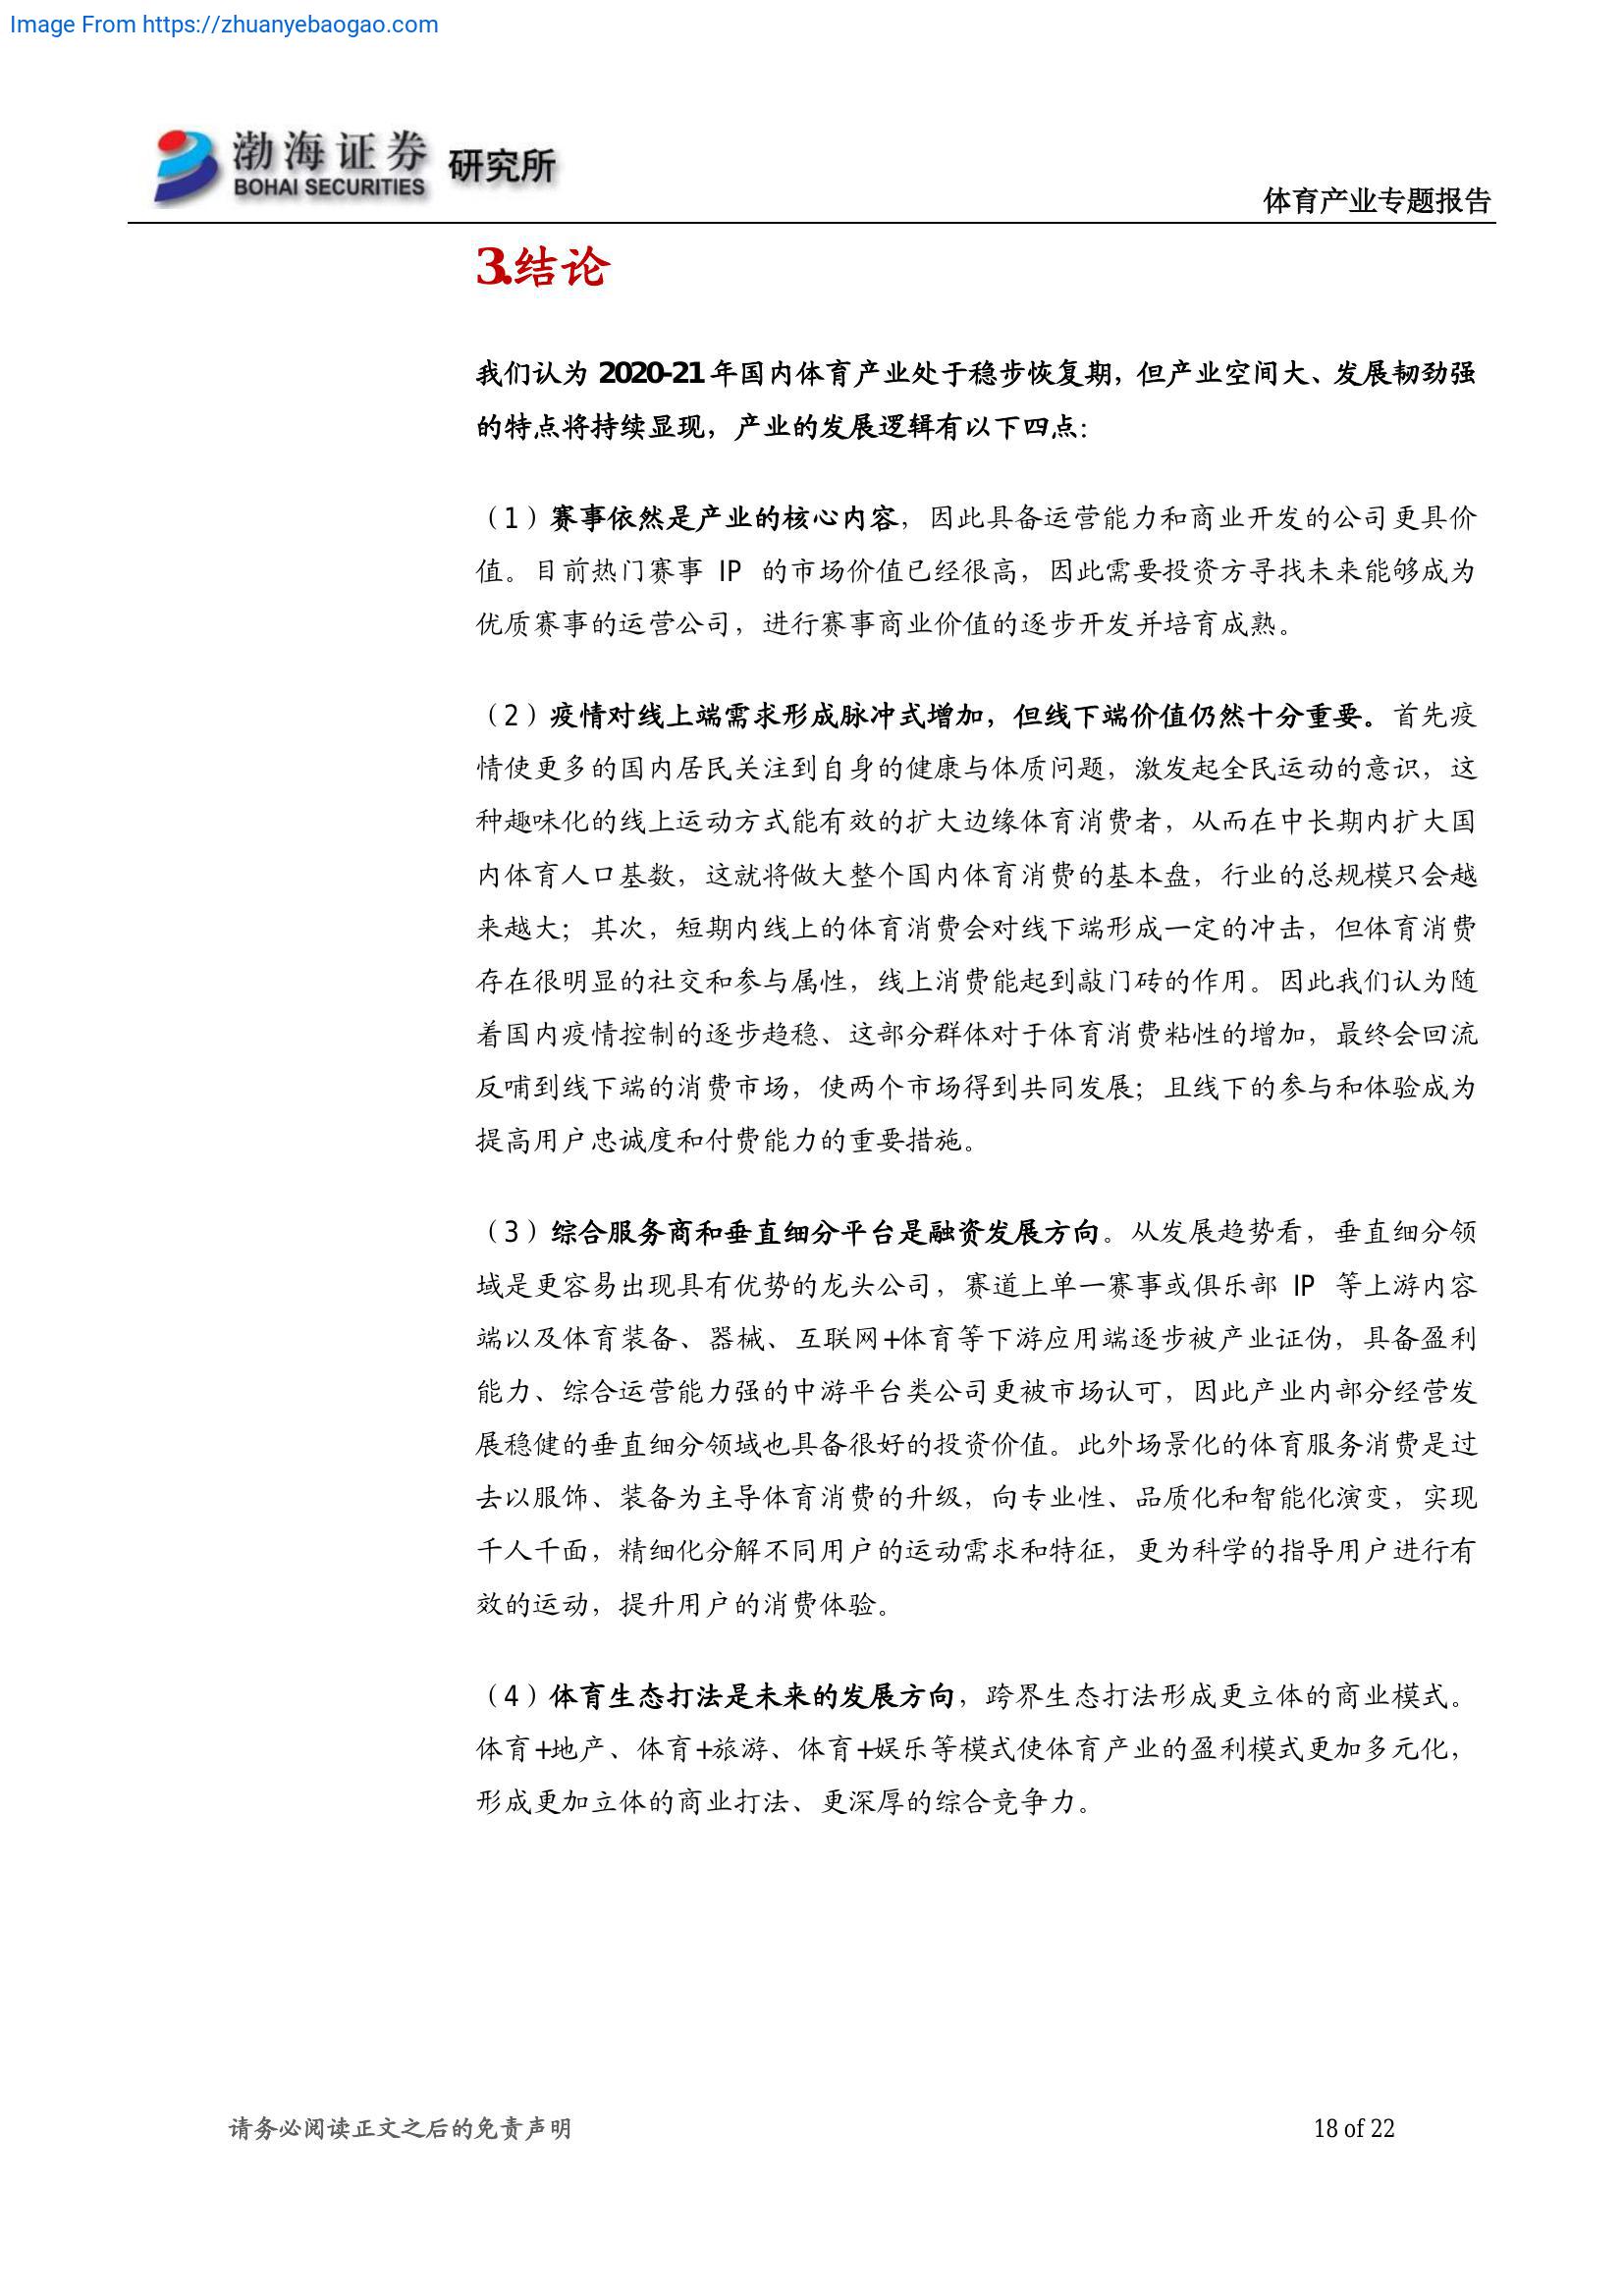 Image From https://zhuanyebaogao.com
渤海证券 研究所
BOHAI SECURITIES
体育产业专题报告
3.结论
我们认为 2020-21 年国内体育产业处于稳步恢复期，但产业空间大、发展韧劲强
的特点将持续显现，产业的发展逻辑有以下四点：
（1）赛事依然是产业的核心内容，因此具备运营能力和商业开发的公司更具价
值。目前热门赛事 IP 的市场价值已经很高，因此需要投资方寻找未来能够成为
优质赛事的运营公司，进行赛事商业价值的逐步开发并培育成熟。
（2）疫情对线上端需求形成脉冲式增加，但线下端价值仍然十分重要。首先疫
情使更多的国内居民关注到自身的健康与体质问题，激发起全民运动的意识，这
种趣味化的线上运动方式能有效的扩大边缘体育消费者，从而在中长期内扩大国
内体育人口基数，这就将做大整个国内体育消费的基本盘，行业的总规模只会越
来越大；其次，短期内线上的体育消费会对线下端形成一定的冲击，但体育消费
存在很明显的社交和参与属性，线上消费能起到敲门砖的作用。因此我们认为随
着国内疫情控制的逐步趋稳、这部分群体对于体育消费粘性的增加，最终会回流
反哺到线下端的消费市场，使两个市场得到共同发展；且线下的参与和体验成为
提高用户忠诚度和付费能力的重要措施。
（3）综合服务商和垂直细分平台是融资发展方向。从发展趋势看，垂直细分领
域是更容易出现具有优势的龙头公司，赛道上单一赛事或俱乐部 IP 等上游内容
端以及体育装备、器械、互联网+体育等下游应用端逐步被产业证伪，具备盈利
能力、综合运营能力强的中游平台类公司更被市场认可，因此产业内部分经营发
展稳健的垂直细分领域也具备很好的投资价值。此外场景化的体育服务消费是过
去以服饰、装备为主导体育消费的升级，向专业性、品质化和智能化演变，实现
千人千面，精细化分解不同用户的运动需求和特征，更为科学的指导用户进行有
效的运动，提升用户的消费体验。
（4）体育生态打法是未来的发展方向，跨界生态打法形成更立体的商业模式。
体育+地产、体育+旅游、体育+娱乐等模式使体育产业的盈利模式更加多元化，
形成更加立体的商业打法、更深厚的综合竞争力。
请务必阅读正文之后的免责声明
18 of 22